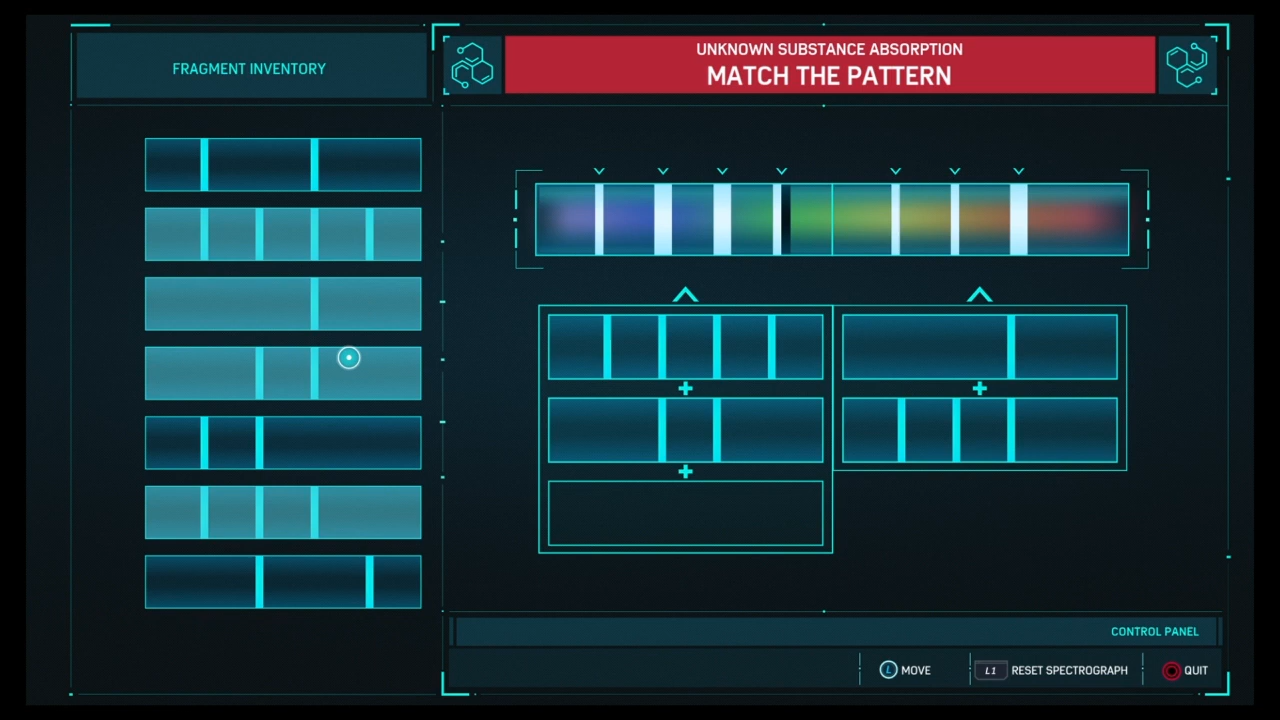 FRAGMENT INVENTORY
UNKNOWN SUBSTANCE ABSORPTION
MATCH THE PATTERN
CONTROL PANEL
L MOVE
L1 RESET SPECTROGRAPH
QUIT